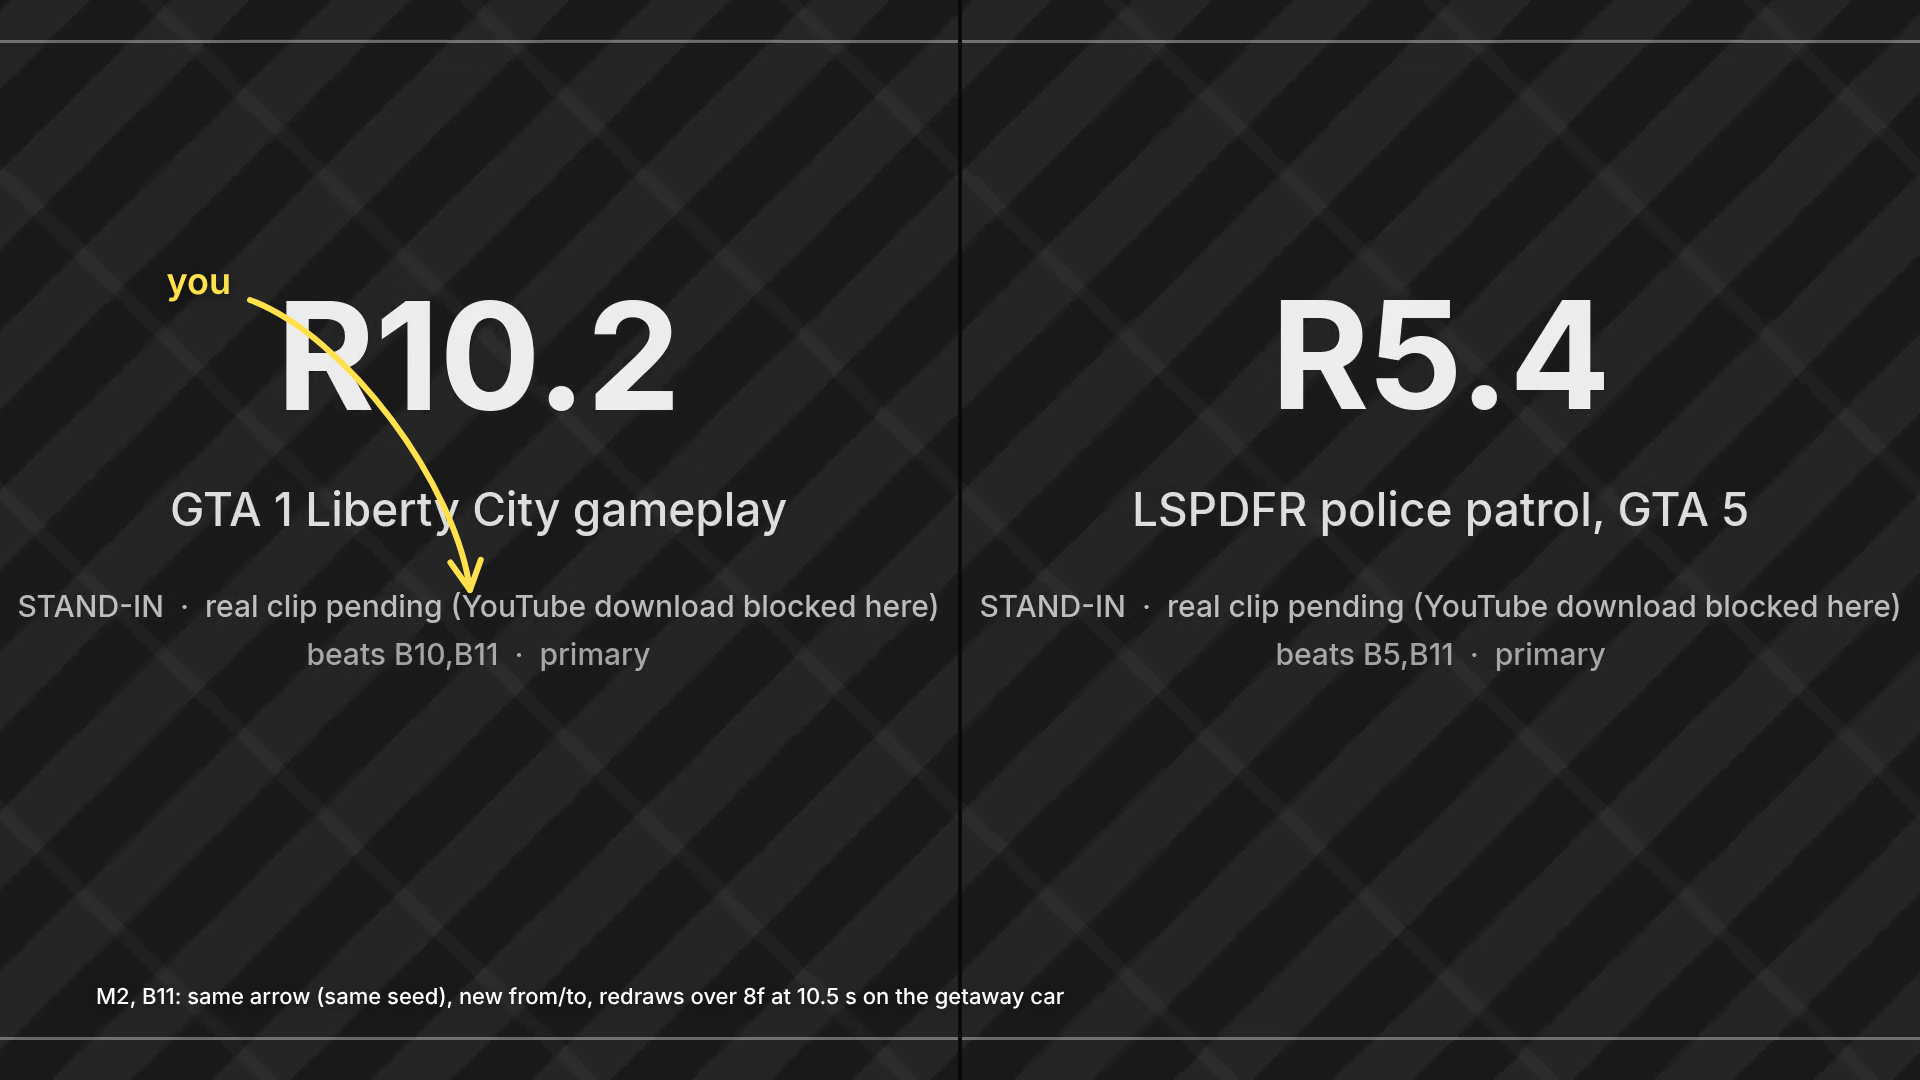 you
R10.2
GTA 1 Liberty City gameplay
STAND-IN · real clip pending (YouTube download blocked here)
beats B10,B11 · primary
R5.4
LSPDFR police patrol, GTA 5
STAND-IN · real clip pending (YouTube download blocked here)
beats B5,B11 · primary
M2, B11: same arrow (same seed), new from/to, redraws over 8f at 10.5 s on the getaway car